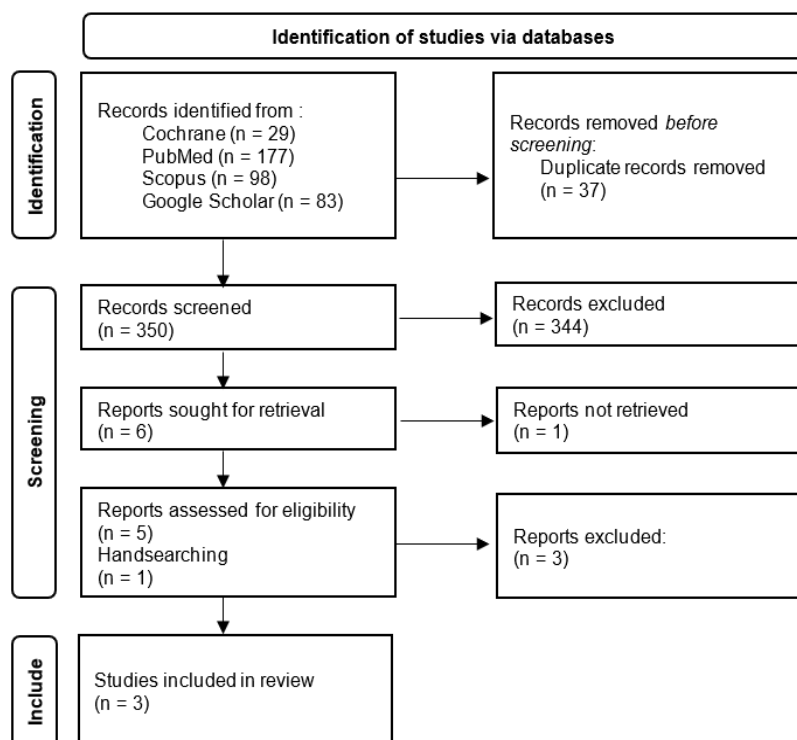 Identification of studies via databases
Identification
Records identified from :
Cochrane (n = 29)
PubMed (n = 177)
Scopus (n = 98)
Google Scholar (n = 83)
Records removed before
screening:
Duplicate records removed
(n = 37)
Screening
Records screened
(n = 350)
Records excluded
(n = 344)
Reports sought for retrieval
(n = 6)
Reports not retrieved
(n = 1)
Reports assessed for eligibility
(n = 5)
Handsearching
(n = 1)
Reports excluded:
(n = 3)
Include
Studies included in review
(n = 3)